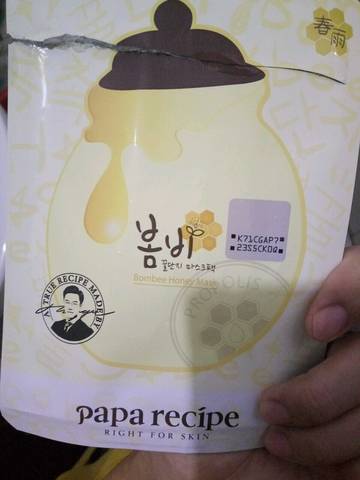 春雨
봄비
꿀단지 마스크팩
Bombee Honey Mask
K71CGAP7
23S5CKDQ
PROPOLIS
A TRUE RECIPE MADE BY
papa recipe
RIGHT FOR SKIN